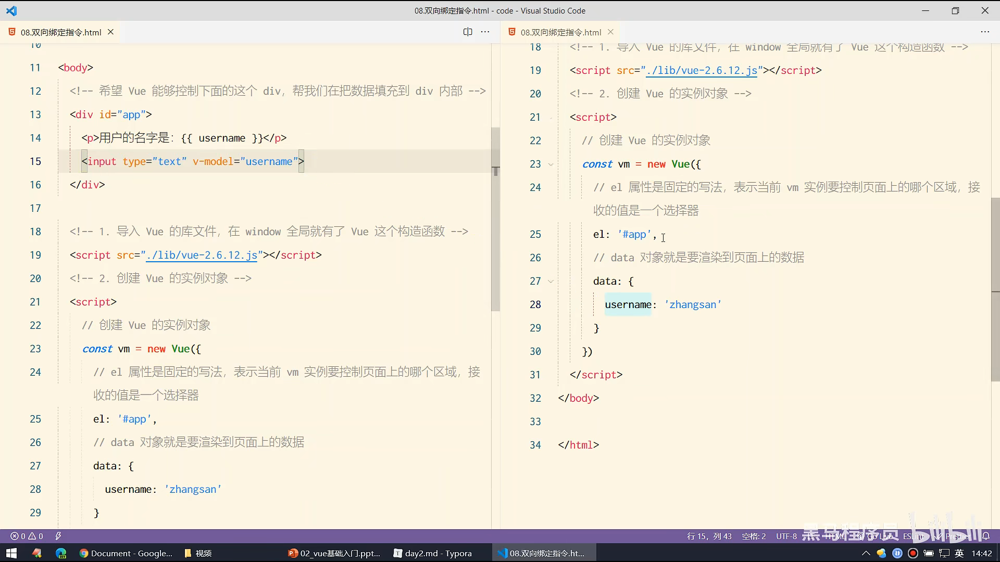 08.双向绑定指令.html - code - Visual Studio Code
08.双向绑定指令.html
10
11 <body>
12 <!-- 希望 Vue 能够控制下面的这个 div，帮我们在把数据填充到 div 内部 -->
13 <div id="app">
14 <p>用户的名字是：{{ username }}</p>
15 <input type="text" v-model="username">
16 </div>
17
18 <!-- 1. 导入 Vue 的库文件，在 window 全局就有了 Vue 这个构造函数 -->
19 <script src="./lib/vue-2.6.12.js"></script>
20 <!-- 2. 创建 Vue 的实例对象 -->
21 <script>
22 // 创建 Vue 的实例对象
23 const vm = new Vue({
24 // el 属性是固定的写法，表示当前 vm 实例要控制页面上的哪个区域，接
收的值是一个选择器
25 el: '#app',
26 // data 对象就是要渲染到页面上的数据
27 data: {
28 username: 'zhangsan'
29 }
08.双向绑定指令.html
18 <!-- 1. 导入 Vue 的库文件，在 window 全局就有了 Vue 这个构造函数 -->
19 <script src="./lib/vue-2.6.12.js"></script>
20 <!-- 2. 创建 Vue 的实例对象 -->
21 <script>
22 // 创建 Vue 的实例对象
23 const vm = new Vue({
24 // el 属性是固定的写法，表示当前 vm 实例要控制页面上的哪个区域，接
收的值是一个选择器
25 el: '#app',
26 // data 对象就是要渲染到页面上的数据
27 data: {
28 username: 'zhangsan'
29 }
30 })
31 </script>
32 </body>
33
34 </html>
黑马程序员 bilibili
0 0 行 15，列 43 空格: 2 UTF-8 HTML Go Live ESLint Prettier
Document - Google... 视频 02_vue基础入门.ppt... day2.md - Typora 08.双向绑定指令.ht... 英 14:42